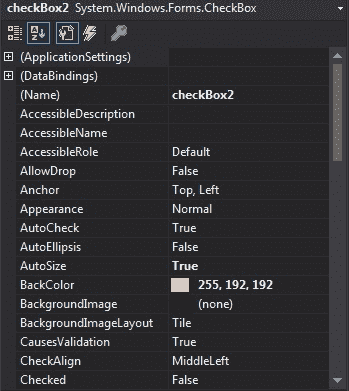 checkBox2 System.Windows.Forms.CheckBox
(ApplicationSettings)
(DataBindings)
(Name) checkBox2
AccessibleDescription
AccessibleName
AccessibleRole Default
AllowDrop False
Anchor Top, Left
Appearance Normal
AutoCheck True
AutoEllipsis False
AutoSize True
BackColor 255, 192, 192
BackgroundImage (none)
BackgroundImageLayout Tile
CausesValidation True
CheckAlign MiddleLeft
Checked False